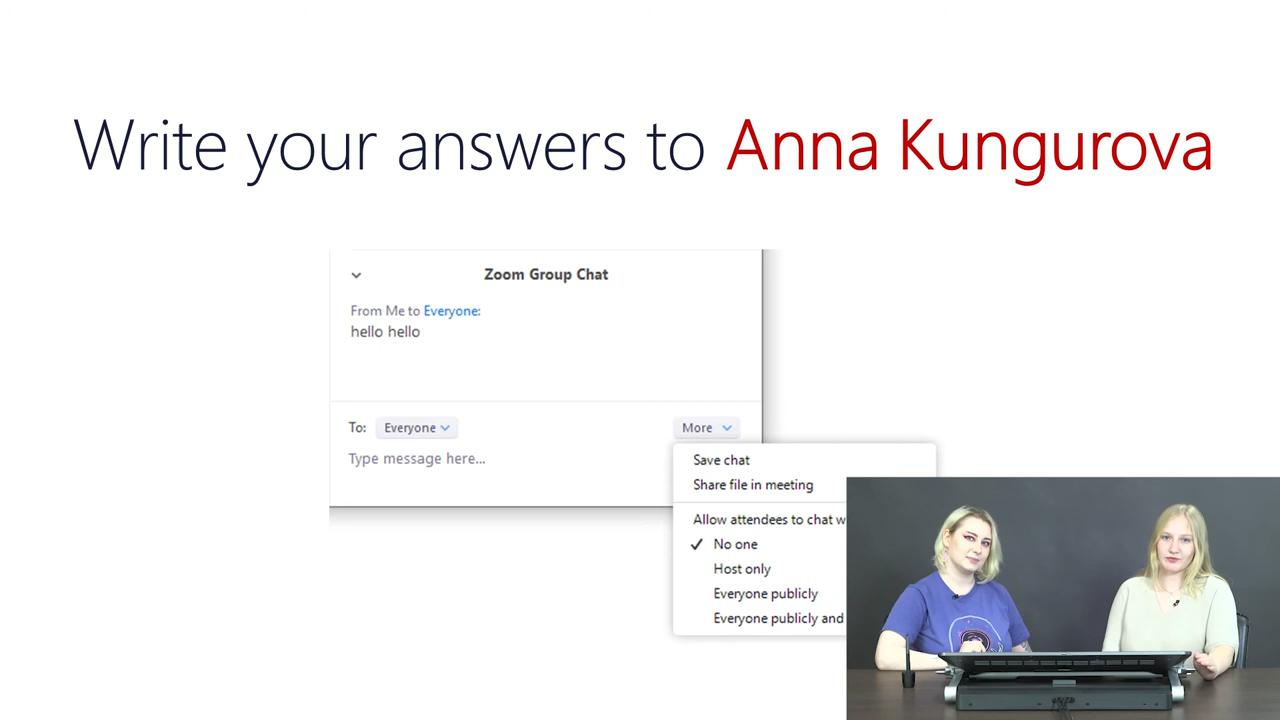 Write your answers to Anna Kungurova
Zoom Group Chat
From Me to Everyone:
hello hello
To: Everyone More
Type message here...
Save chat
Share file in meeting
Allow attendees to chat w
No one
Host only
Everyone publicly
Everyone publicly and